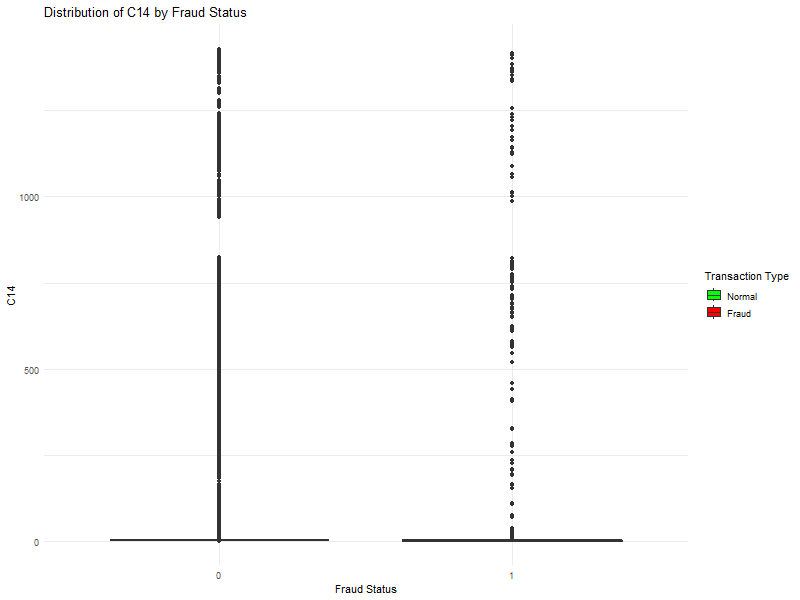 Distribution of C14 by Fraud Status
1000
500
0
C14
0
1
Fraud Status
Transaction Type
Normal
Fraud